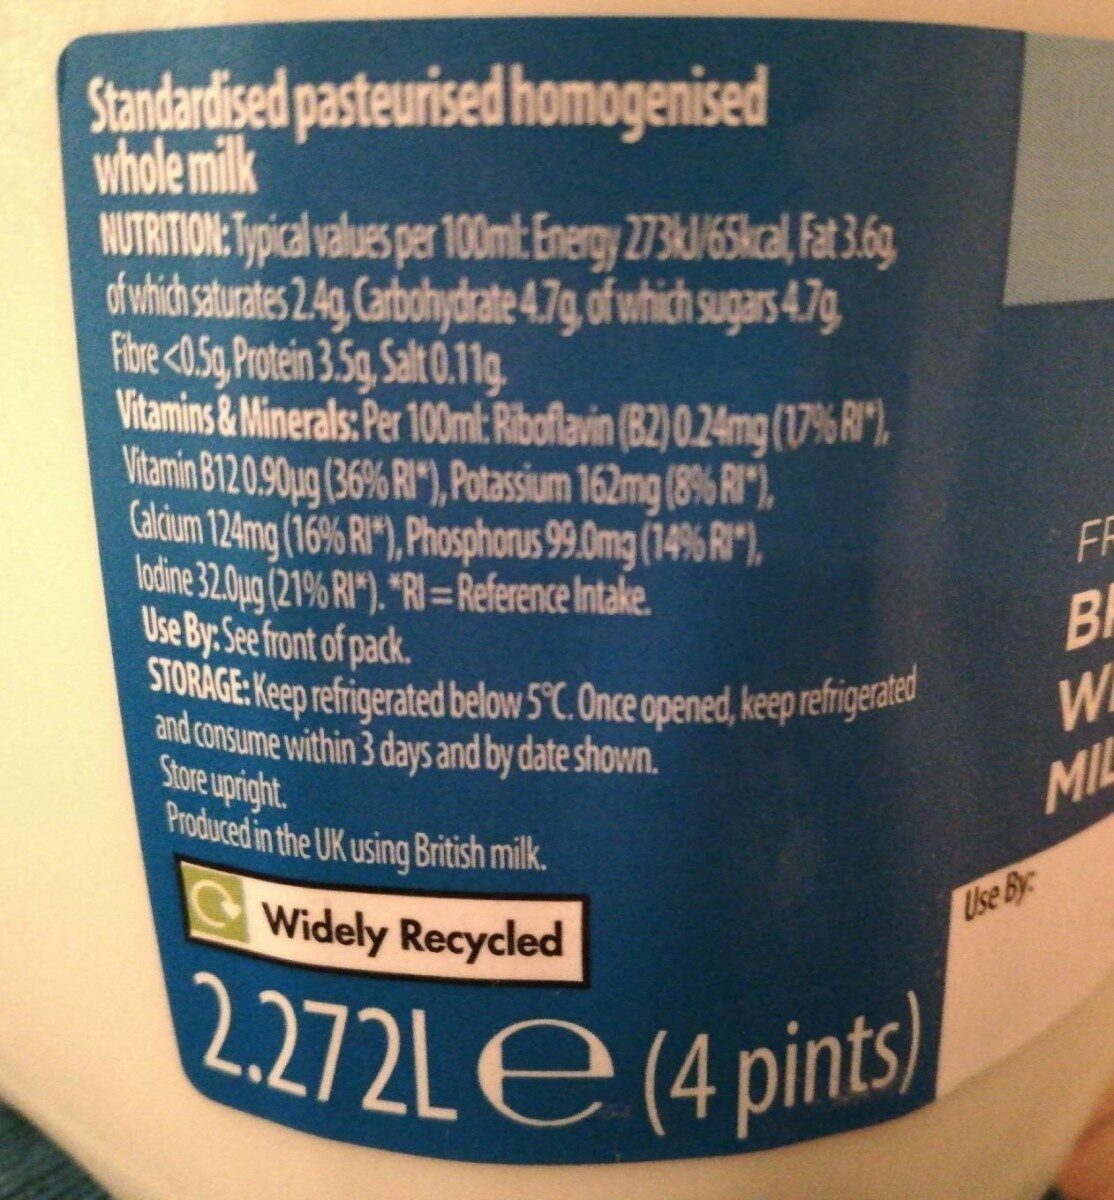 Standardised pasteurised homogenised
whole milk
NUTRITION: Typical values per 100ml: Energy 273kJ/65kcal, Fat 3.6g,
of which saturates 2.4g, Carbohydrate 4.7g, of which sugars 4.7g,
Fibre <0.5g, Protein 3.5g, Salt 0.11g.
Vitamins & Minerals: Per 100ml: Riboflavin (B2) 0.24mg (17% RI*),
Vitamin B12 0.90µg (36% RI*), Potassium 162mg (8% RI*),
Calcium 124mg (16% RI*), Phosphorus 99.0mg (14% RI*),
Iodine 32.0µg (21% RI*). *RI = Reference Intake.
Use By: See front of pack.
STORAGE: Keep refrigerated below 5°C. Once opened, keep refrigerated
and consume within 3 days and by date shown.
Store upright.
Produced in the UK using British milk.
Widely Recycled
2.272L e (4 pints)
Use By: